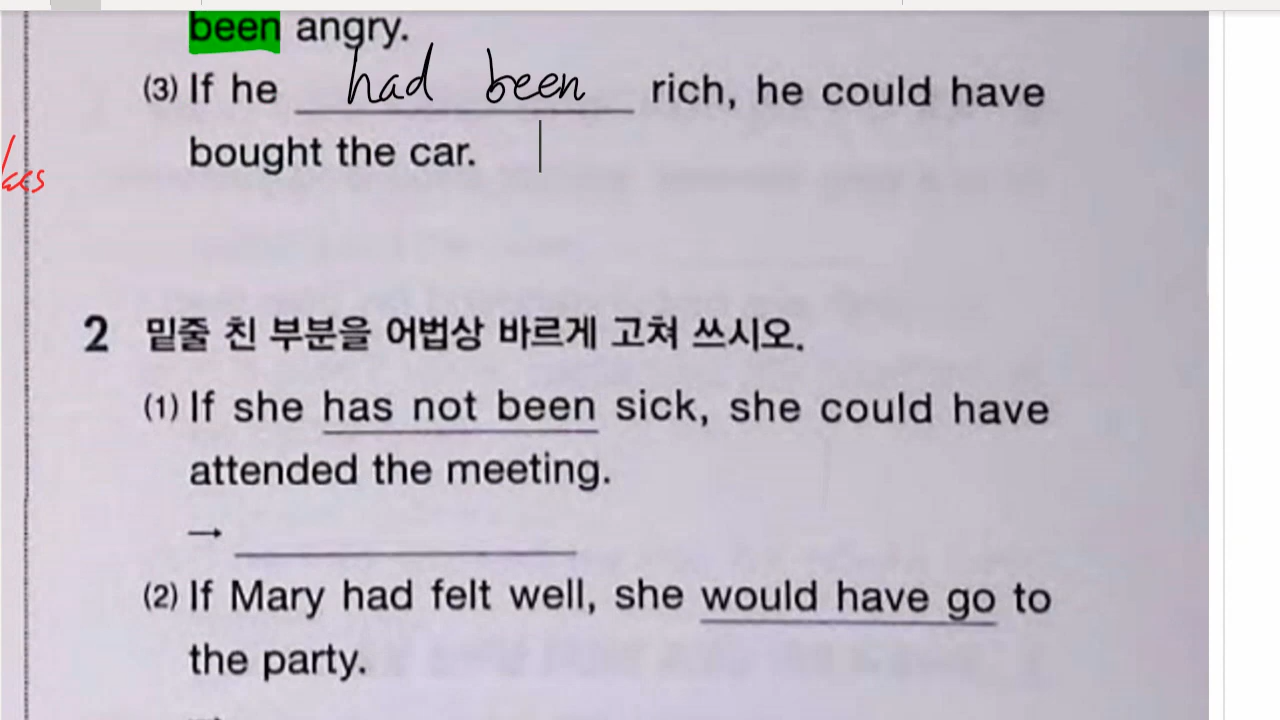 been angry.
(3) If he had been rich, he could have
bought the car.
2 밑줄 친 부분을 어법상 바르게 고쳐 쓰시오.
(1) If she has not been sick, she could have
attended the meeting.
→
(2) If Mary had felt well, she would have go to
the party.